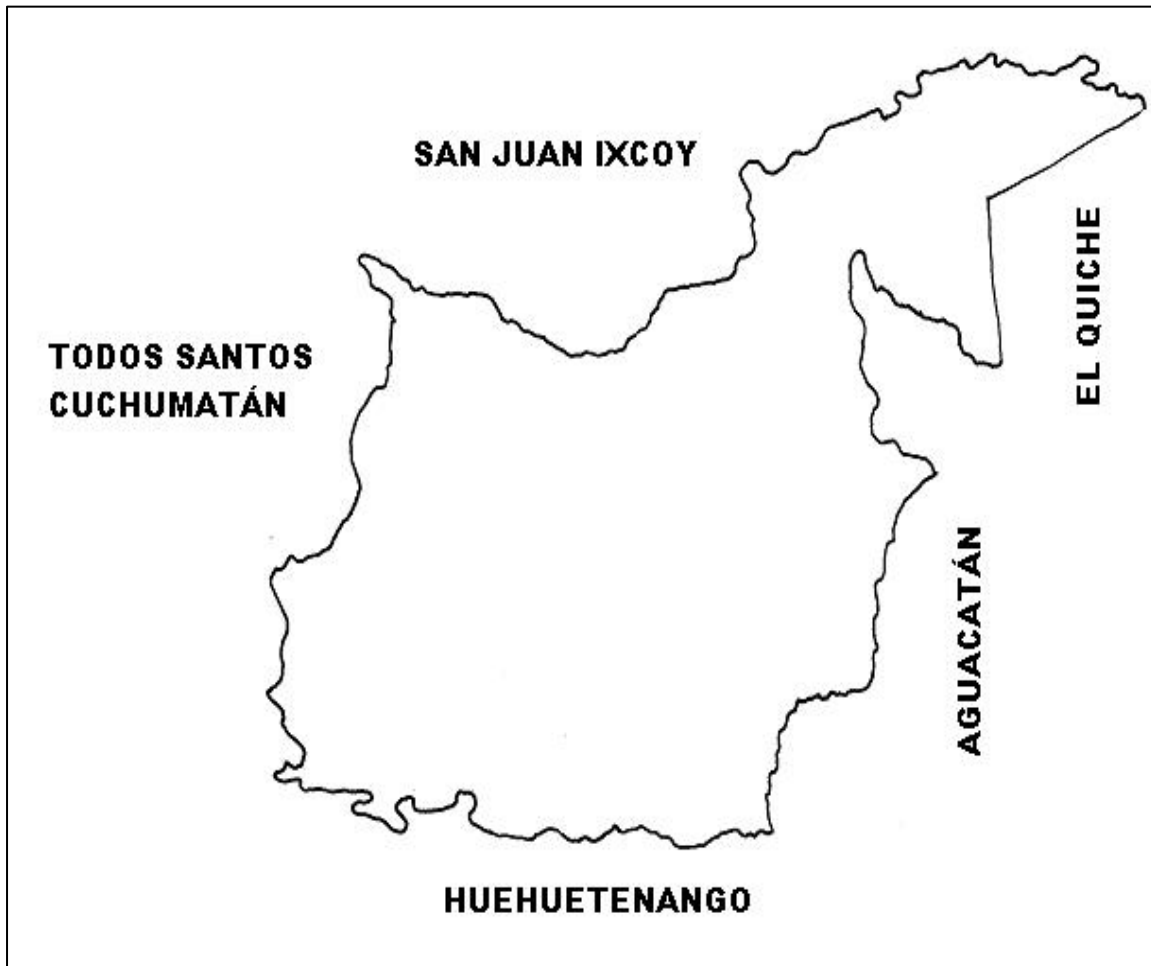 SAN JUAN IXCOY
EL QUICHE
TODOS SANTOS
CUCHUMATÁN
AGUACATÁN
HUEHUETENANGO